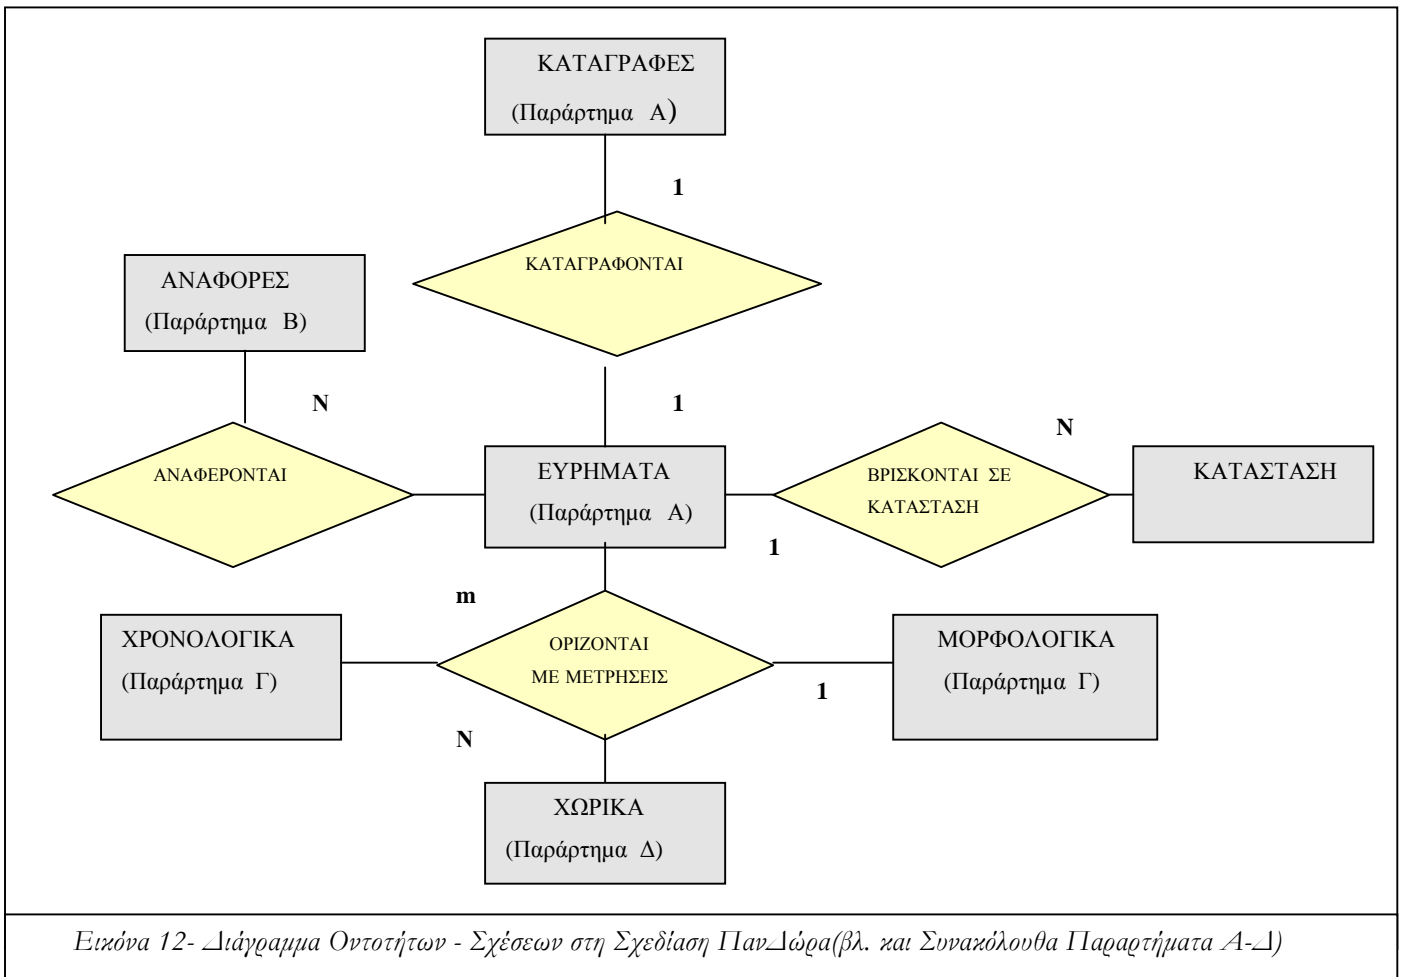 ΚΑΤΑΓΡΑΦΕΣ
(Παράρτημα Α)
1
ΚΑΤΑΓΡΑΦΟΝΤΑΙ
ΑΝΑΦΟΡΕΣ
(Παράρτημα Β)
N
1
N
ΑΝΑΦΕΡΟΝΤΑΙ
ΕΥΡΗΜΑΤΑ
(Παράρτημα Α)
ΒΡΙΣΚΟΝΤΑΙ ΣΕ
ΚΑΤΑΣΤΑΣΗ
ΚΑΤΑΣΤΑΣΗ
1
m
ΧΡΟΝΟΛΟΓΙΚΑ
(Παράρτημα Γ)
ΟΡΙΖΟΝΤΑΙ
ΜΕ ΜΕΤΡΗΣΕΙΣ
ΜΟΡΦΟΛΟΓΙΚΑ
(Παράρτημα Γ)
1
N
ΧΩΡΙΚΑ
(Παράρτημα Δ)
Εικόνα 12- Διάγραμμα Οντοτήτων - Σχέσεων στη Σχεδίαση ΠανΔώρα(βλ. και Συνακόλουθα Παραρτήματα Α-Δ)